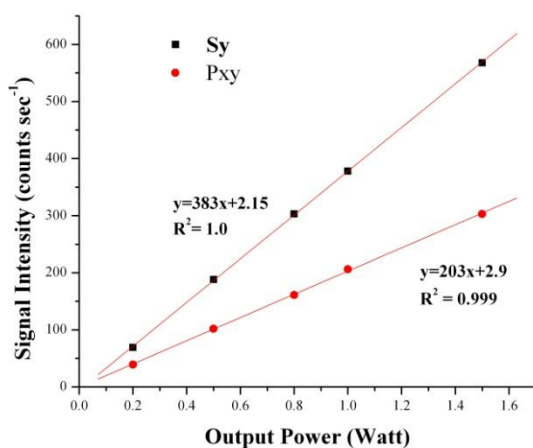 Sy
Pxy
600
500
400
300
200
100
0
y=383x+2.15
R²= 1.0
y=203x+2.9
R² = 0.999
0.0 0.2 0.4 0.6 0.8 1.0 1.2 1.4 1.6
Signal Intensity (counts sec⁻¹)
Output Power (Watt)